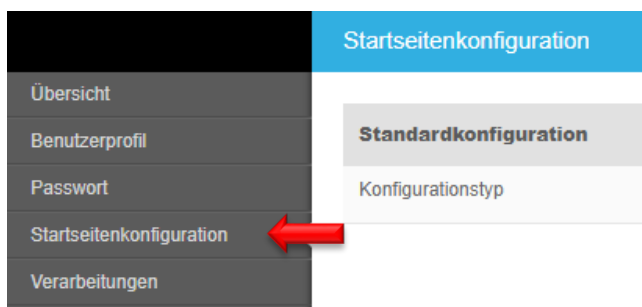 Startseitenkonfiguration
Übersicht
Benutzerprofil
Passwort
Startseitenkonfiguration
Verarbeitungen
Standardkonfiguration
Konfigurationstyp